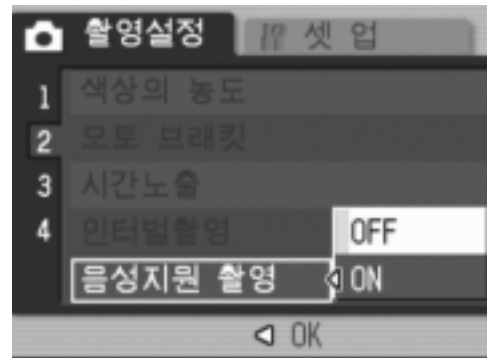 촬영설정 셋 업
1 색상의 농도
2 오토 브래킷
3 시간노출
4 인터벌촬영 OFF
음성지원 촬영 ON
OK